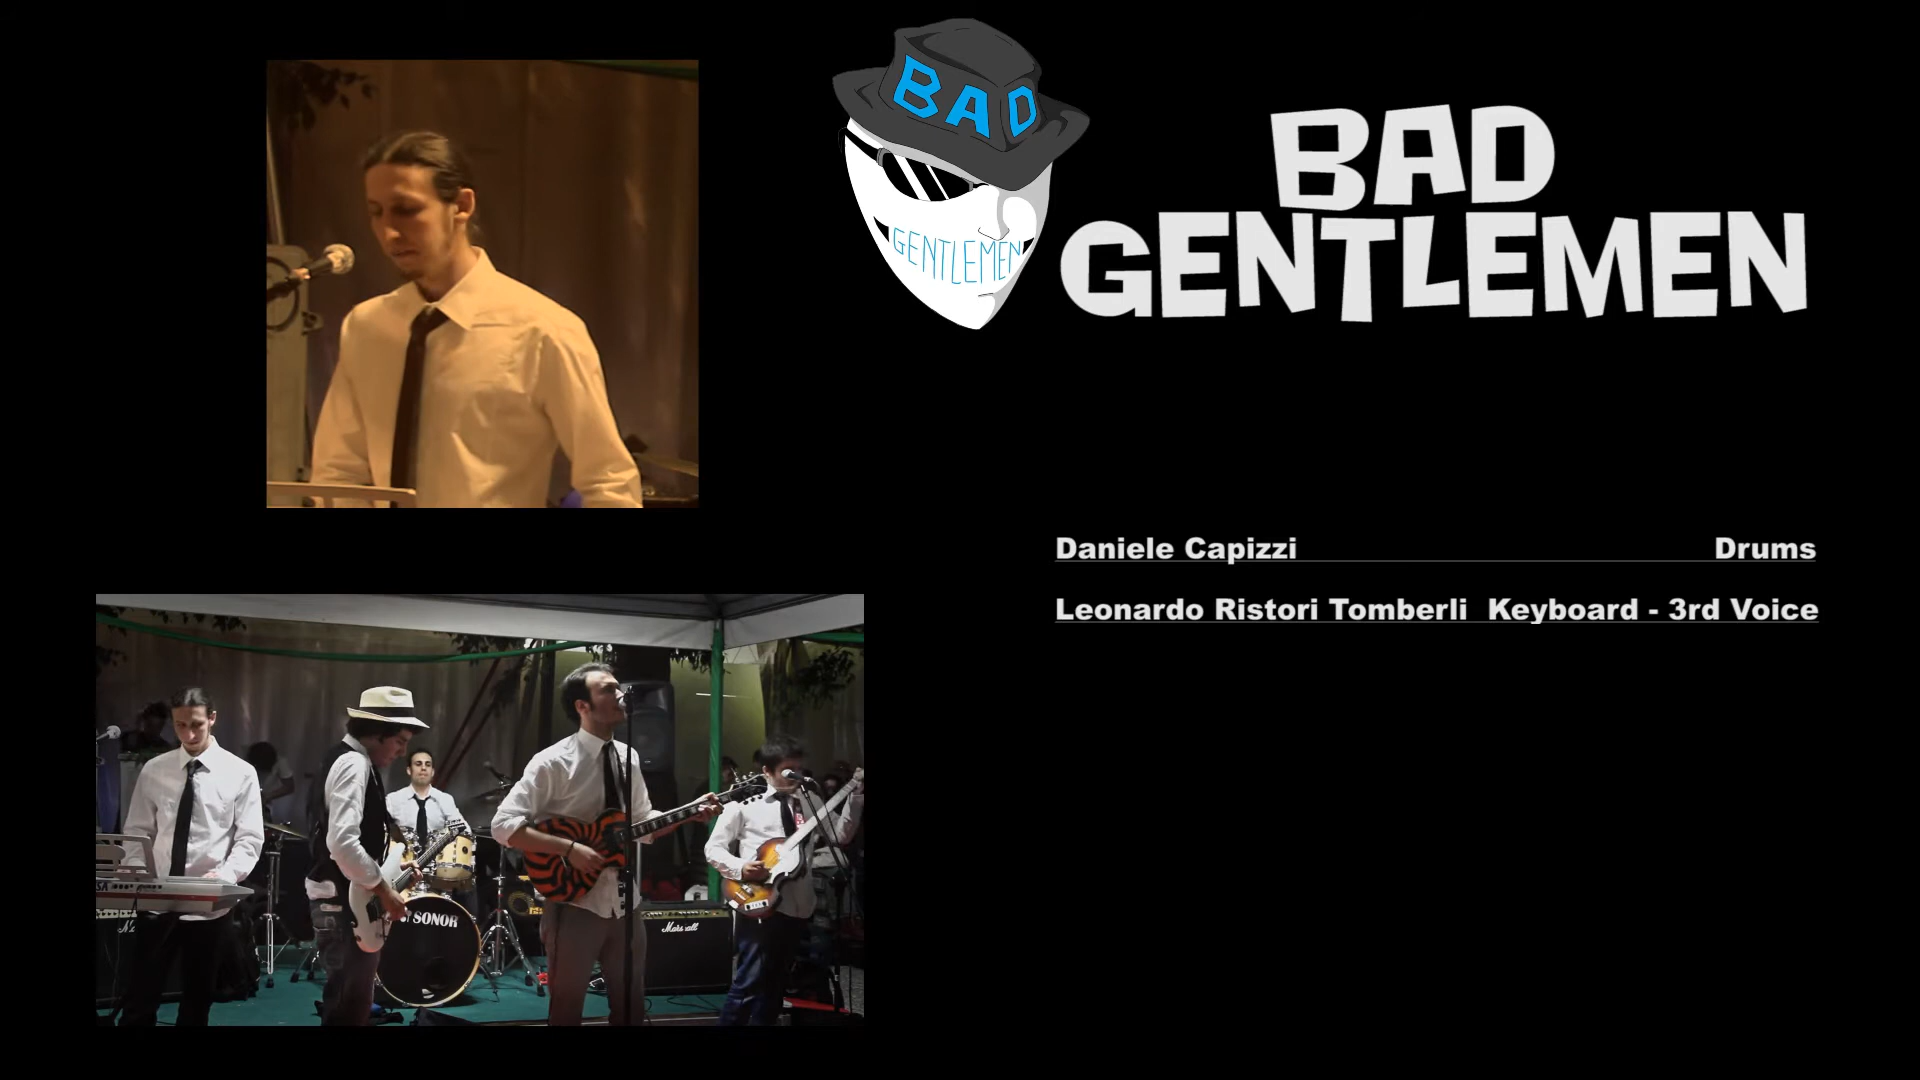 BAD
GENTLEMEN
BAD
GENTLEMEN
Daniele Capizzi Drums
Leonardo Ristori Tomberli Keyboard - 3rd Voice
SONOR
Marshall